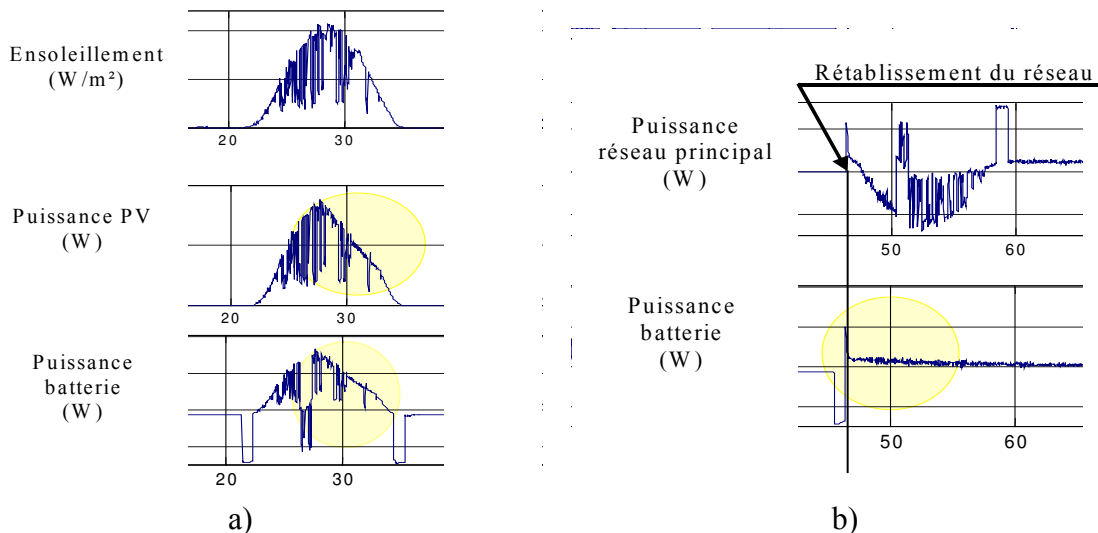 Ensoleillement
(W/m²)
20 30
Puissance PV
(W)
20 30
Puissance
batterie
(W)
20 30
a)
Rétablissement du réseau
Puissance
réseau principal
(W)
50 60
Puissance
batterie
(W)
50 60
b)